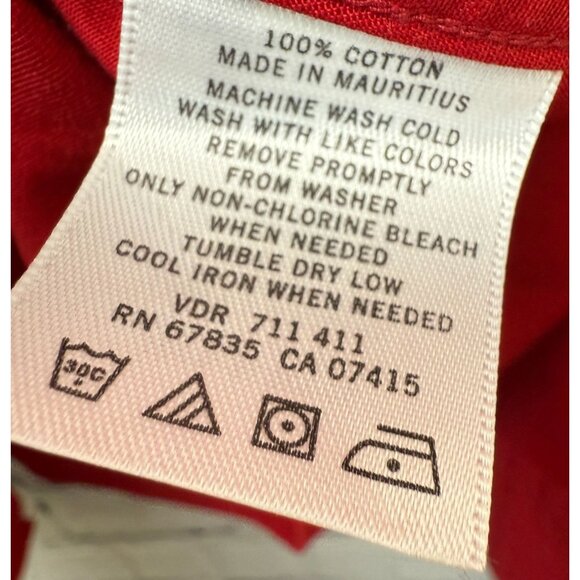 100% COTTON
MADE IN MAURITIUS
MACHINE WASH COLD
WASH WITH LIKE COLORS
REMOVE PROMPTLY
FROM WASHER
ONLY NON-CHLORINE BLEACH
WHEN NEEDED
TUMBLE DRY LOW
COOL IRON WHEN NEEDED
VDR 711 411
RN 67835 CA 07415
30C